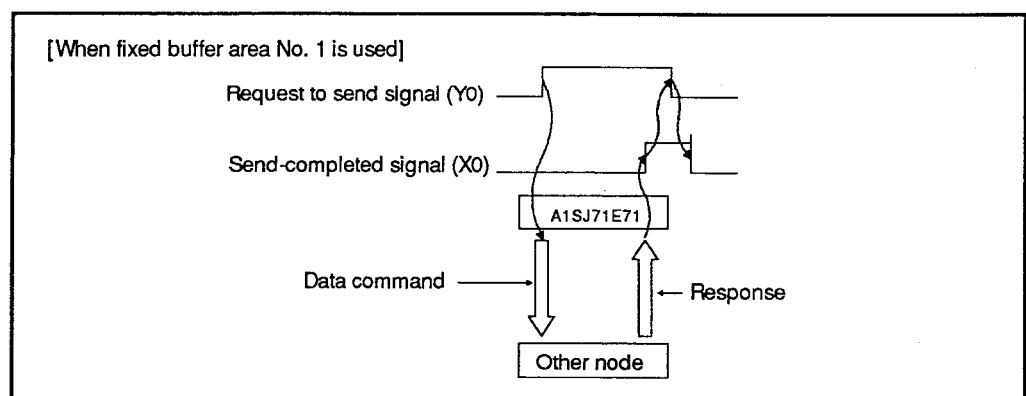 [When fixed buffer area No. 1 is used]
Request to send signal (Y0)
Send-completed signal (X0)
A1SJ71E71
Data command
Response
Other node